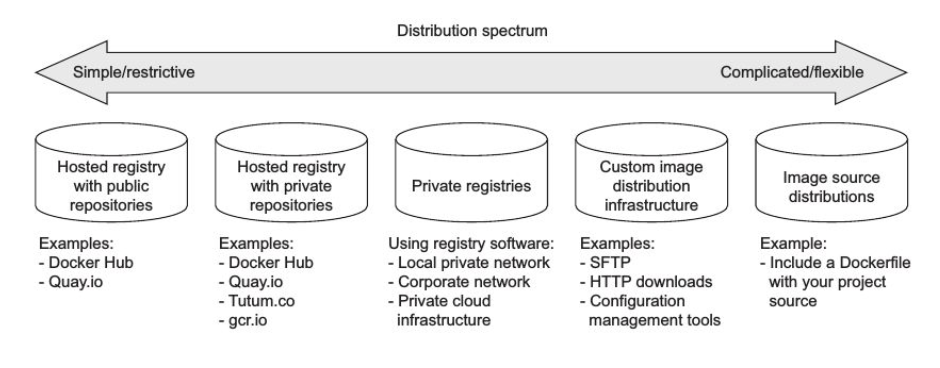 Distribution spectrum
Simple/restrictive
Complicated/flexible
Hosted registry
with public
repositories
Hosted registry
with private
repositories
Private registries
Custom image
distribution
infrastructure
Image source
distributions
Examples:
- Docker Hub
- Quay.io
Examples:
- Docker Hub
- Quay.io
- Tutum.co
- gcr.io
Using registry software:
- Local private network
- Corporate network
- Private cloud
infrastructure
Examples:
- SFTP
- HTTP downloads
- Configuration
management tools
Example:
- Include a Dockerfile
with your project
source